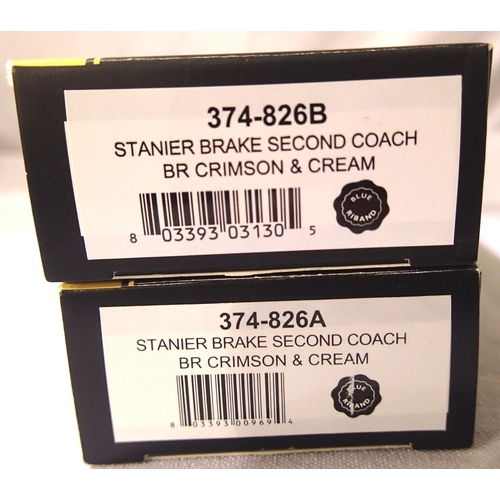 374-826B
STANIER BRAKE SECOND COACH
BR CRIMSON & CREAM
8 03393 03130 5
BLUE
RIBAND
374-826A
STANIER BRAKE SECOND COACH
BR CRIMSON & CREAM
8 03393 00969 4
BLUE
RIBAND